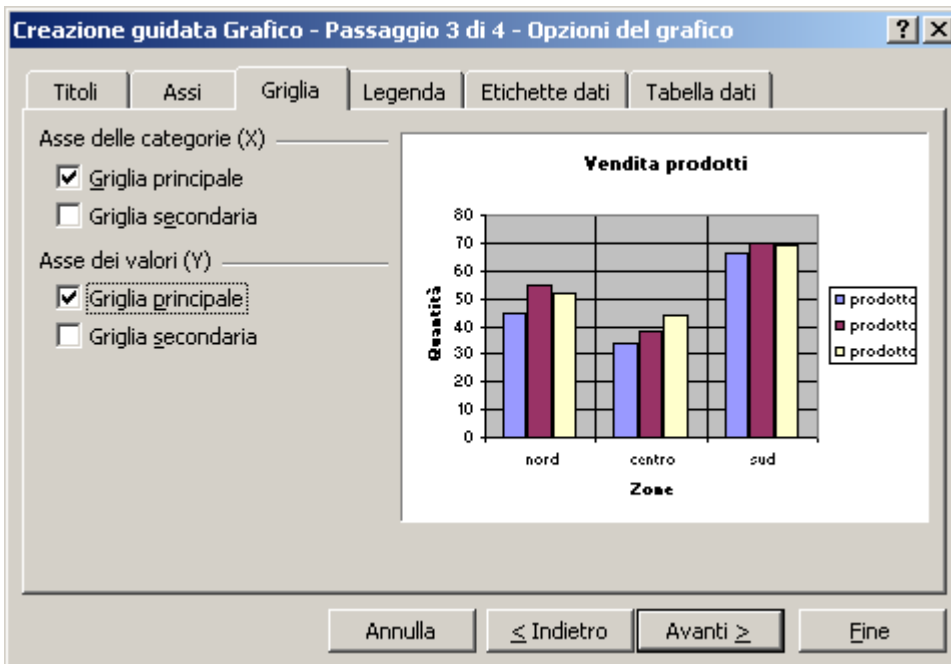 Creazione guidata Grafico - Passaggio 3 di 4 - Opzioni del grafico
Titoli
Assi
Griglia
Legenda
Etichette dati
Tabella dati
Asse delle categorie (X)
Griglia principale
Griglia secondaria
Asse dei valori (Y)
Griglia principale
Griglia secondaria
Vendita prodotti
Quantità
80
70
60
50
40
30
20
10
0
nord
centro
sud
Zone
prodotto
prodotto
prodotto
Annulla
< Indietro
Avanti >
Fine